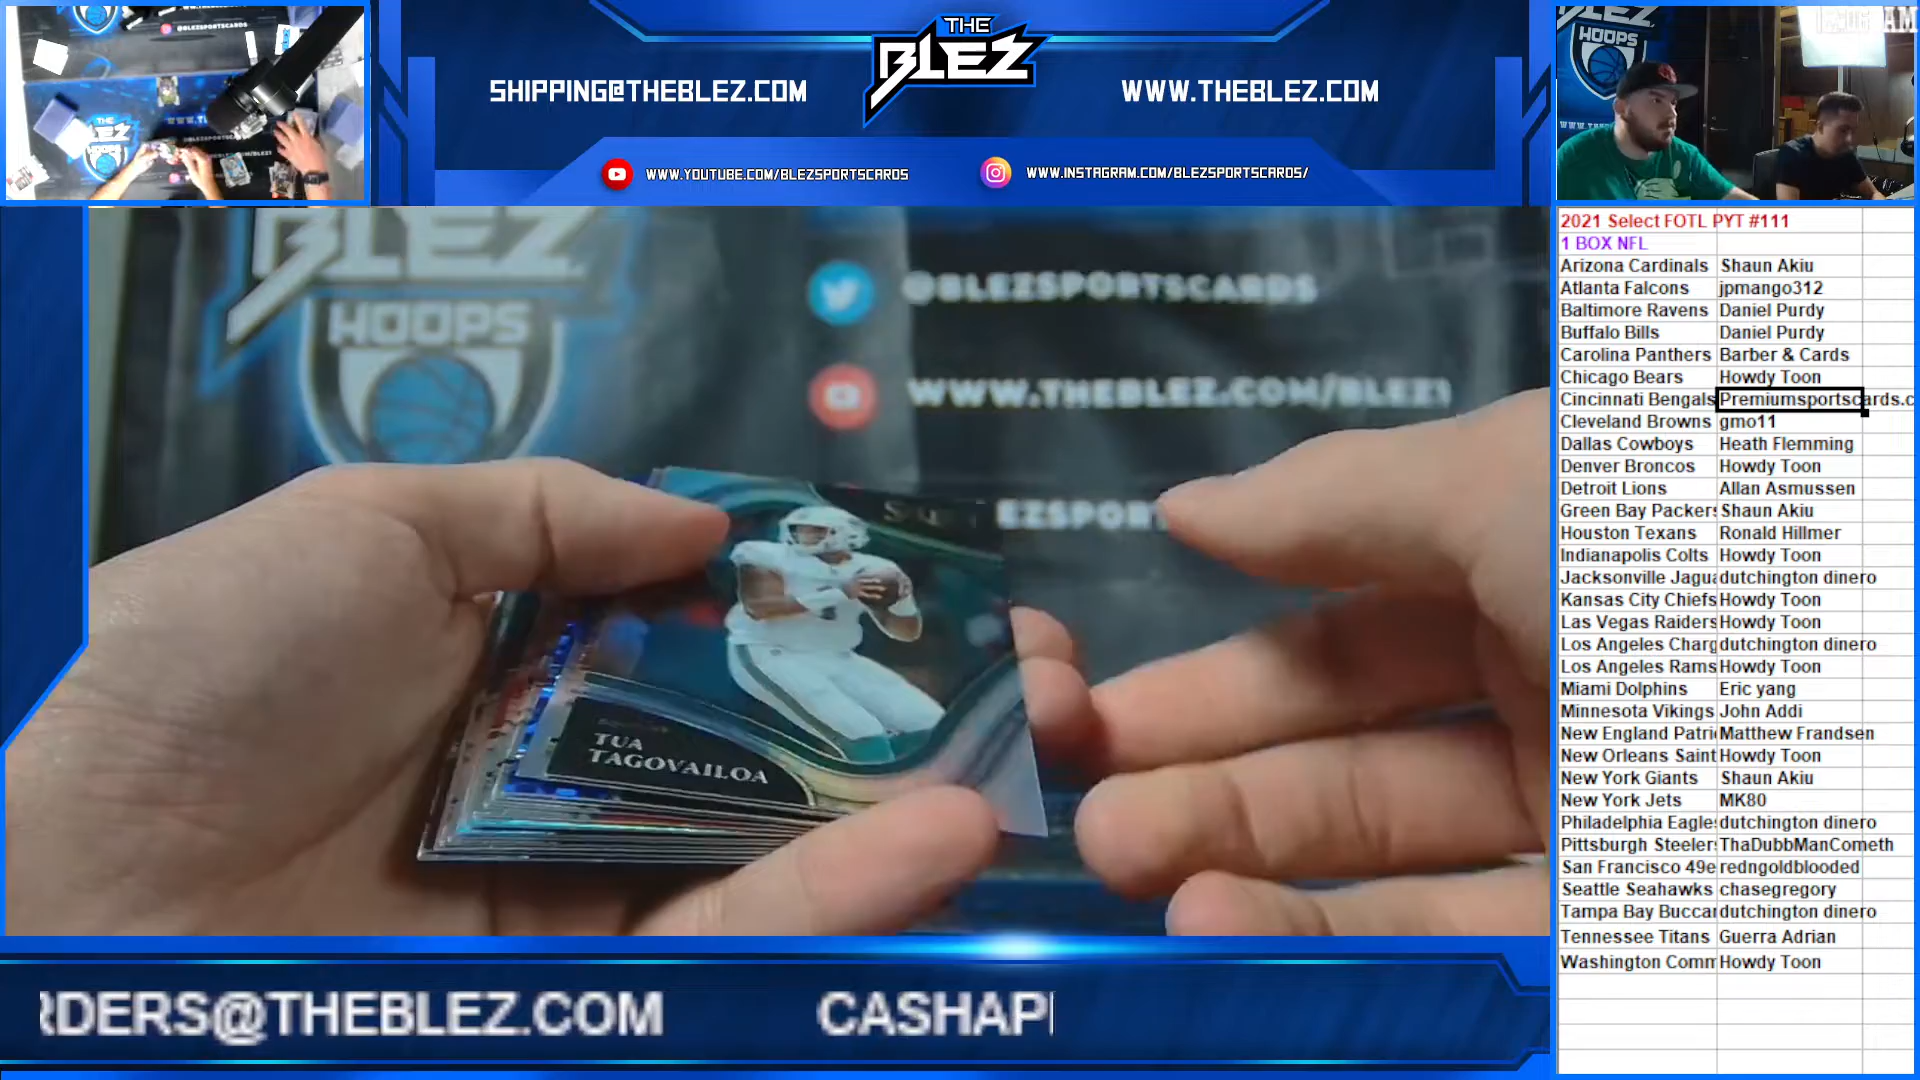 THE
BLEZ
SHIPPING@THEBLEZ.COM
WWW.THEBLEZ.COM
WWW.YOUTUBE.COM/BLEZSPORTSCARDS
WWW.INSTAGRAM.COM/BLEZSPORTSCARDS/
BLEZ
HOOPS
@BLEZSPORTSCARDS
WWW.THEBLEZ.COM/BLEZ1
EZSPORT
TUA
TAGOVAILOA
RDERS@THEBLEZ.COM
CASHAP
HOOPS
2021 Select FOTL PYT #111
1 BOX NFL
Arizona Cardinals Shaun Akiu
Atlanta Falcons jpmango312
Baltimore Ravens Daniel Purdy
Buffalo Bills Daniel Purdy
Carolina Panthers Barber & Cards
Chicago Bears Howdy Toon
Cincinnati Bengals Premiumsportscards.c
Cleveland Browns gmo11
Dallas Cowboys Heath Flemming
Denver Broncos Howdy Toon
Detroit Lions Allan Asmussen
Green Bay Packers Shaun Akiu
Houston Texans Ronald Hillmer
Indianapolis Colts Howdy Toon
Jacksonville Jagua dutchington dinero
Kansas City Chiefs Howdy Toon
Las Vegas Raiders Howdy Toon
Los Angeles Charg dutchington dinero
Los Angeles Rams Howdy Toon
Miami Dolphins Eric yang
Minnesota Vikings John Addi
New England Patri Matthew Frandsen
New Orleans Saint Howdy Toon
New York Giants Shaun Akiu
New York Jets MK80
Philadelphia Eagle dutchington dinero
Pittsburgh Steelers ThaDubbManCometh
San Francisco 49e redngoldblooded
Seattle Seahawks chasegregory
Tampa Bay Buccar dutchington dinero
Tennessee Titans Guerra Adrian
Washington Comm Howdy Toon